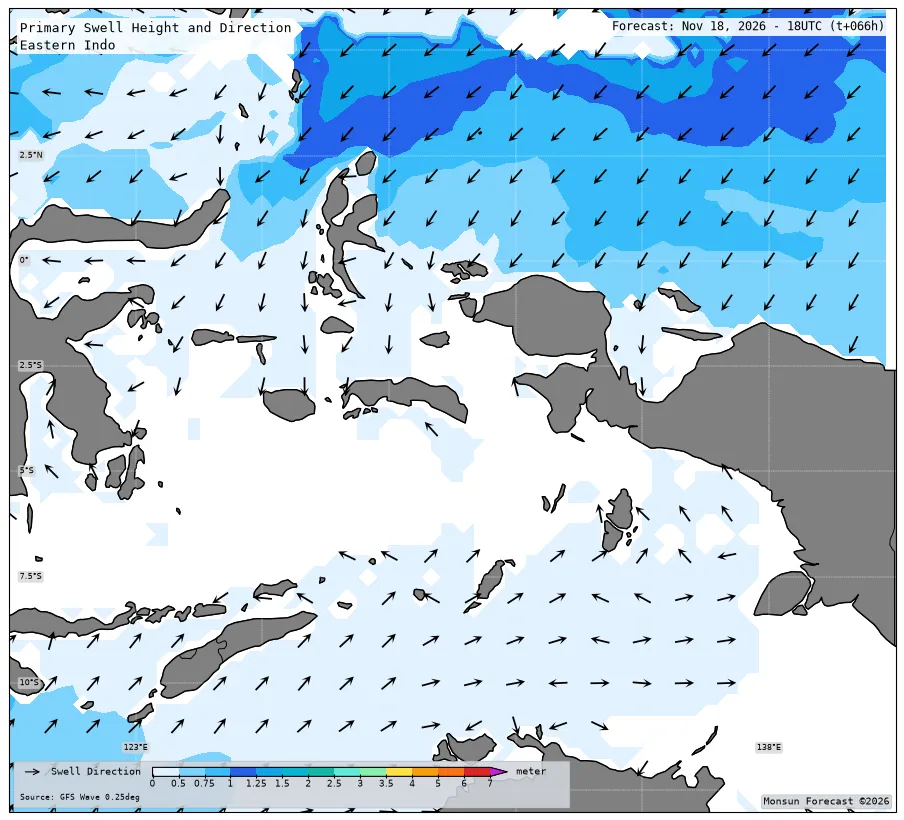 Primary Swell Height and Direction
Eastern Indo
Forecast: Nov 18, 2026 - 18UTC (t+066h)
2.5°N
0°
2.5°S
5°S
7.5°S
10°S
123°E
138°E
Swell Direction
0 0.5 0.75 1 1.25 1.5 2 2.5 3 3.5 4 5 6 7
meter
Source: GFS Wave 0.25deg
Monsun Forecast ©2026